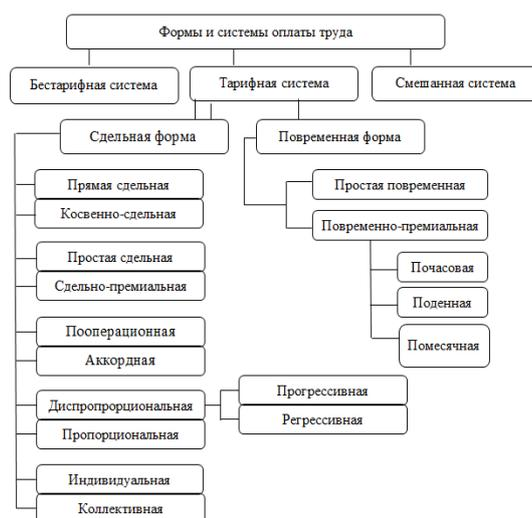 Формы и системы оплаты труда
Бестарифная система
Тарифная система
Смешанная система
Сдельная форма
Повременная форма
Прямая сдельная
Косвенно-сдельная
Простая сдельная
Сдельно-премиальная
Пооперационная
Аккордная
Диспропрорциональная
Пропорциональная
Индивидуальная
Коллективная
Прогрессивная
Регрессивная
Простая повременная
Повременно-премиальная
Почасовая
Поденная
Помесячная